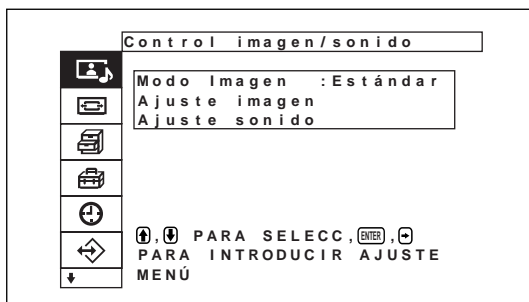 Control imagen/sonido
Modo Imagen :Estándar
Ajuste imagen
Ajuste sonido
↑,↓ PARA SELECC,ENTER,→
PARA INTRODUCIR AJUSTE
MENÚ